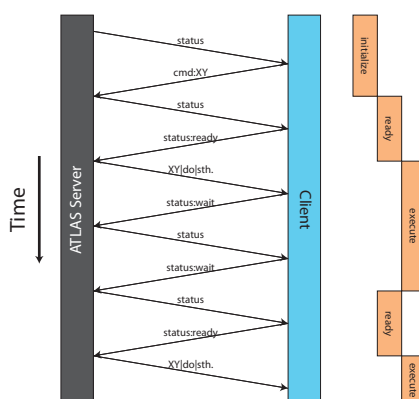 status
cmd:XY
status
status:ready
XY|do|sth.
status:wait
status
status:wait
status
status:ready
XY|do|sth.
Time
ATLAS Server
Client
initialize
ready
execute
ready
execute